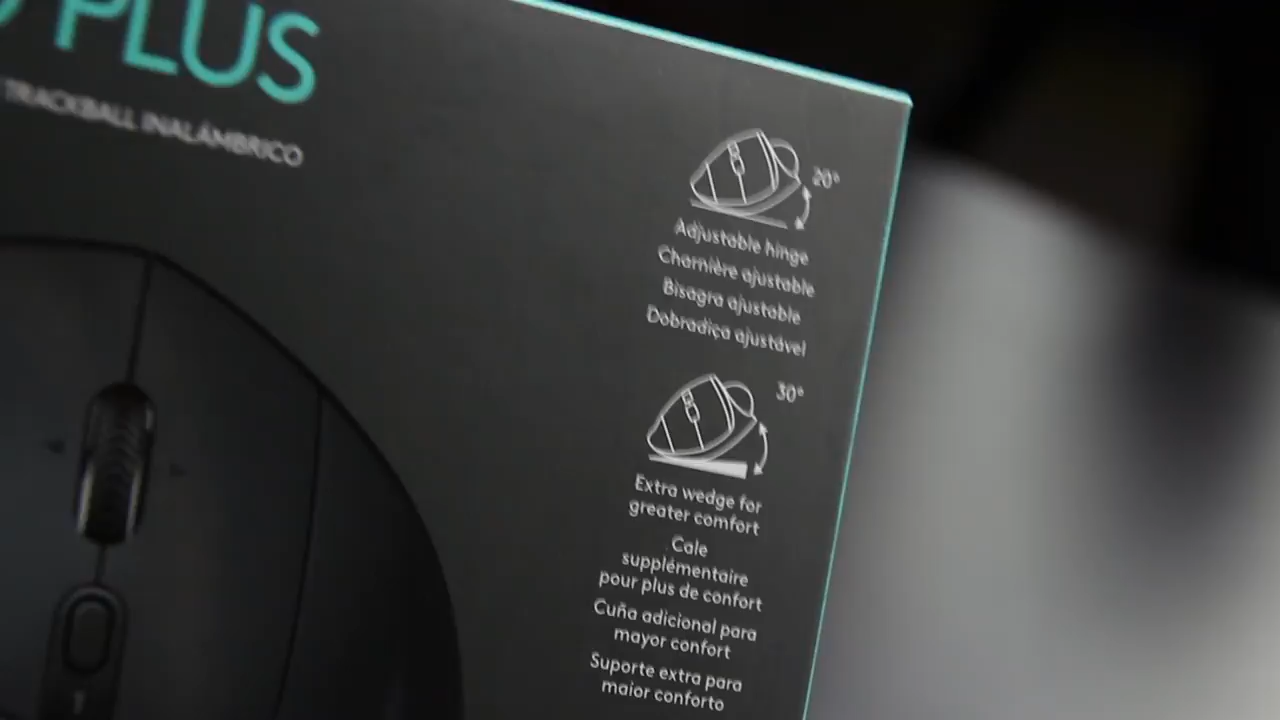 PLUS
TRACKBALL INALÁMBRICO
20°
Adjustable hinge
Charnière ajustable
Bisagra ajustable
Dobradiça ajustável
30°
Extra wedge for
greater comfort
Cale
supplémentaire
pour plus de confort
Cuña adicional para
mayor confort
Suporte extra para
maior conforto